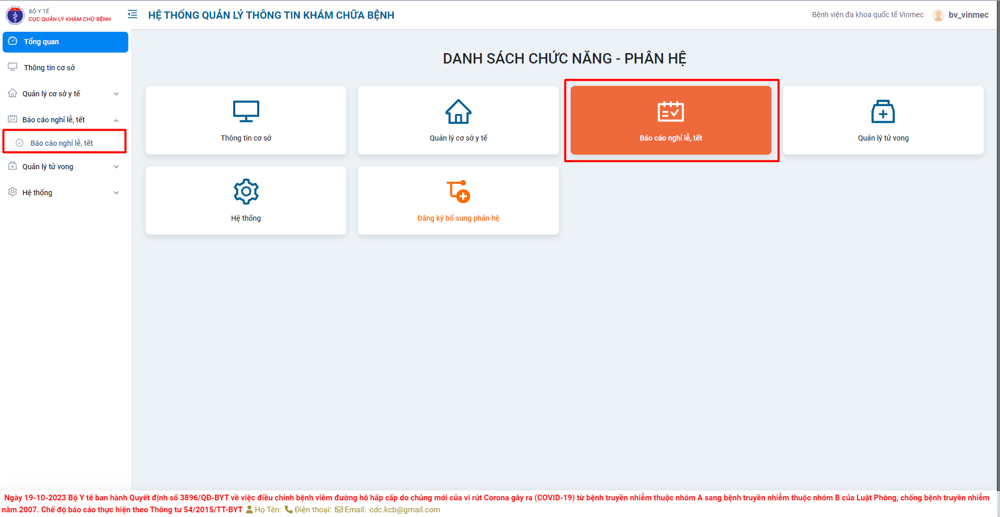 BỘ Y TẾ
CỤC QUẢN LÝ KHÁM CHỮ BỆNH
HỆ THỐNG QUẢN LÝ THÔNG TIN KHÁM CHỮA BỆNH
Bệnh viện đa khoa quốc tế Vinmec
bv_vinmec
Tổng quan
Thông tin cơ sở
Quản lý cơ sở y tế
Báo cáo nghỉ lễ, tết
Báo cáo nghỉ lễ, tết
Quản lý tử vong
Hệ thống
DANH SÁCH CHỨC NĂNG - PHÂN HỆ
Thông tin cơ sở
Quản lý cơ sở y tế
Báo cáo nghỉ lễ, tết
Quản lý tử vong
Hệ thống
Đăng ký bổ sung phân hệ
Ngày 19-10-2023 Bộ Y tế ban hành Quyết định số 3896/QĐ-BYT về việc điều chỉnh bệnh viêm đường hô hấp cấp do chủng mới của vi rút Corona gây ra (COVID-19) từ bệnh truyền nhiễm thuộc nhóm A sang bệnh truyền nhiễm thuộc nhóm B của Luật Phòng, chống bệnh truyền nhiễm
năm 2007. Chế độ báo cáo thực hiện theo Thông tư 54/2015/TT-BYT Họ Tên: Điện thoại: Email: cdc.kcb@gmail.com